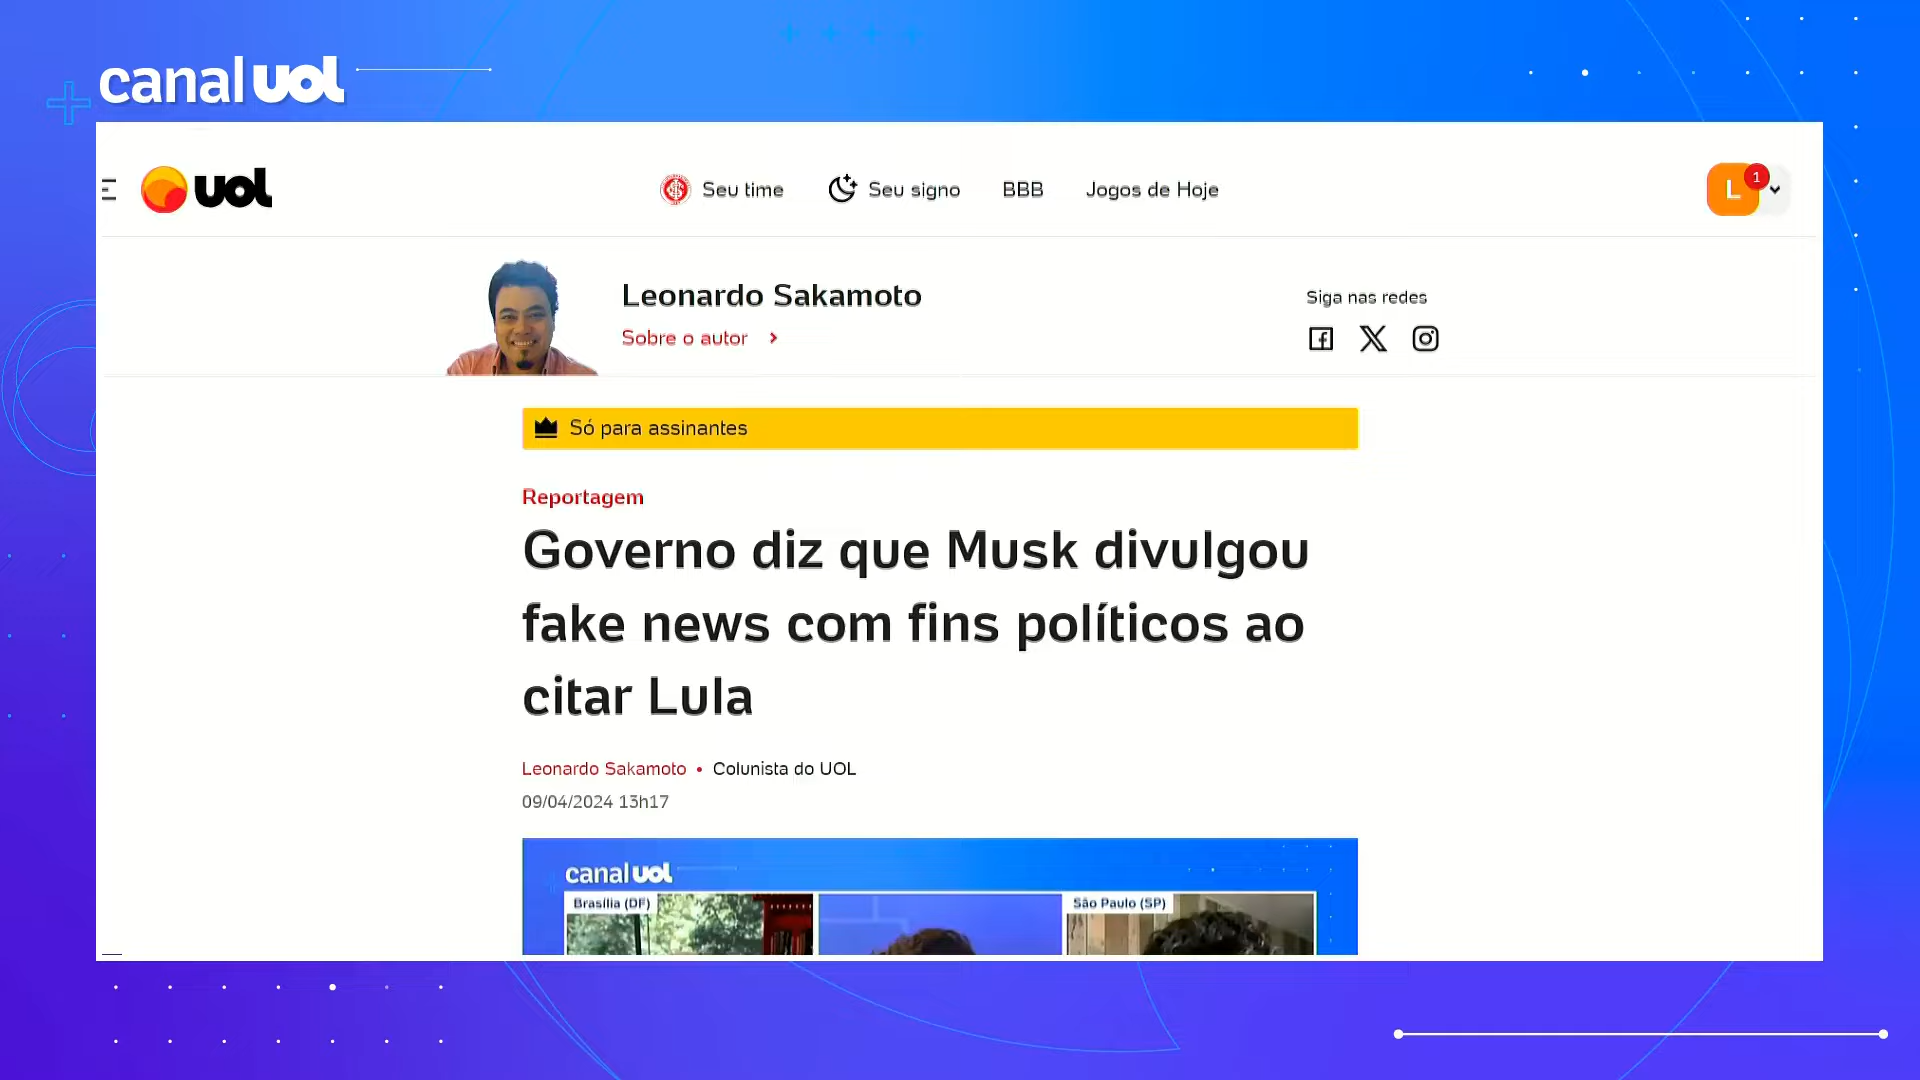 canal uol
uol
Seu time
Seu signo
BBB
Jogos de Hoje
L
1
Leonardo Sakamoto
Sobre o autor
Siga nas redes
Só para assinantes
Reportagem
Governo diz que Musk divulgou
fake news com fins políticos ao
citar Lula
Leonardo Sakamoto • Colunista do UOL
09/04/2024 13h17
canal uol
Brasília (DF)
São Paulo (SP)